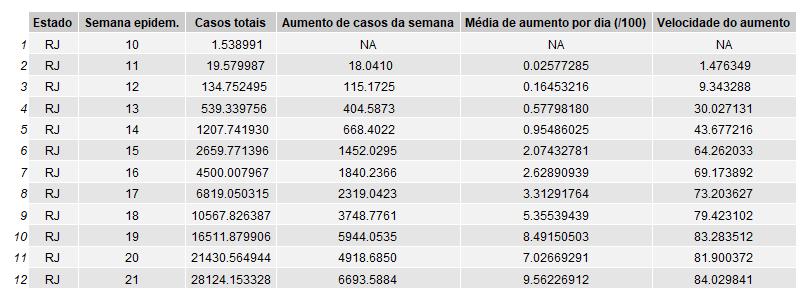 Estado Semana epidem. Casos totais Aumento de casos da semana Média de aumento por dia (/100) Velocidade do aumento
1 RJ 10 1.538991 NA NA NA
2 RJ 11 19.579987 18.0410 0.02577285 1.476349
3 RJ 12 134.752495 115.1725 0.16453216 9.343288
4 RJ 13 539.339756 404.5873 0.57798180 30.027131
5 RJ 14 1207.741930 668.4022 0.95486025 43.677216
6 RJ 15 2659.771396 1452.0295 2.07432781 64.262033
7 RJ 16 4500.007967 1840.2366 2.62890939 69.173892
8 RJ 17 6819.050315 2319.0423 3.31291764 73.203627
9 RJ 18 10567.826387 3748.7761 5.35539439 79.423102
10 RJ 19 16511.879906 5944.0535 8.49150503 83.283512
11 RJ 20 21430.564944 4918.6850 7.02669291 81.900372
12 RJ 21 28124.153328 6693.5884 9.56226912 84.029841